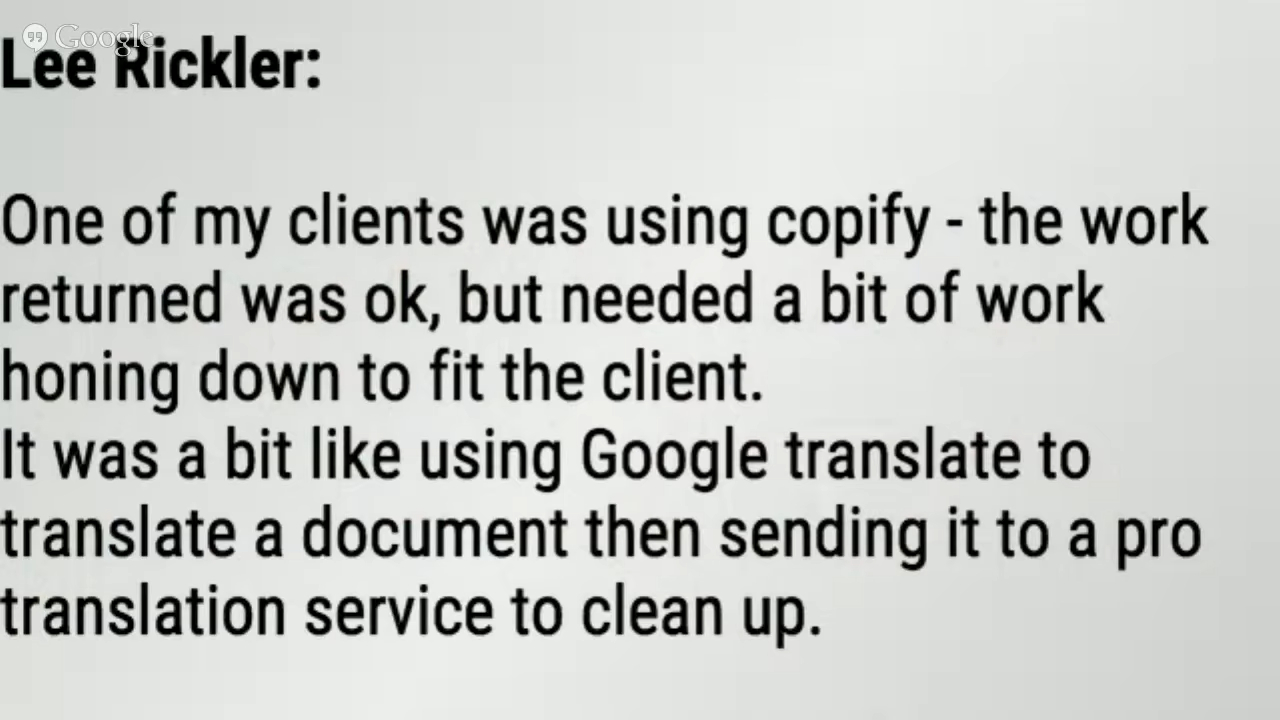 Google
Lee Rickler:
One of my clients was using copify - the work
returned was ok, but needed a bit of work
honing down to fit the client.
It was a bit like using Google translate to
translate a document then sending it to a pro
translation service to clean up.